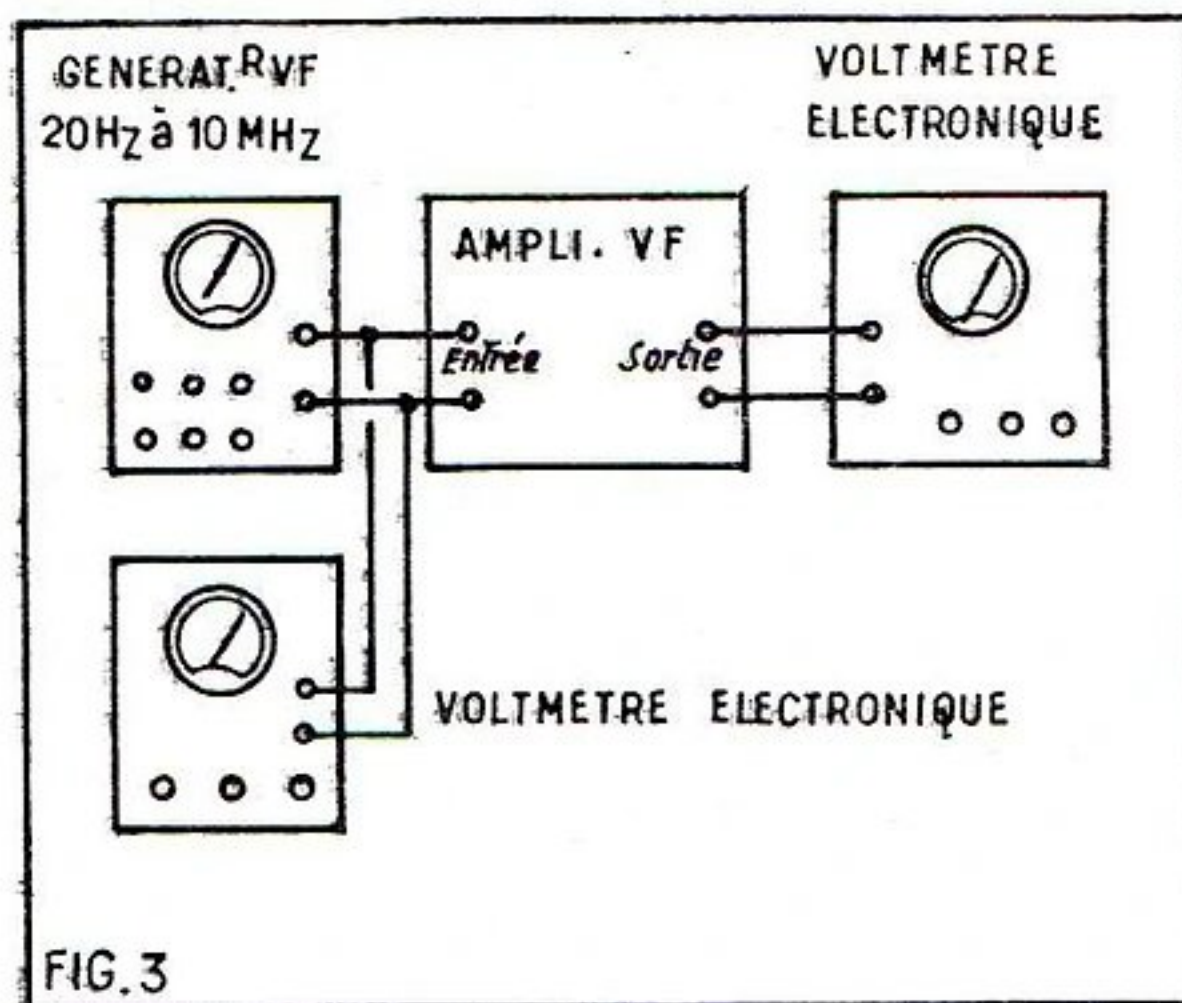 GENERAT.R VF
20HZ à 10 MHZ
VOLTMETRE
ELECTRONIQUE
AMPLI. VF
Entrée
Sortie
VOLTMETRE ELECTRONIQUE
FIG.3